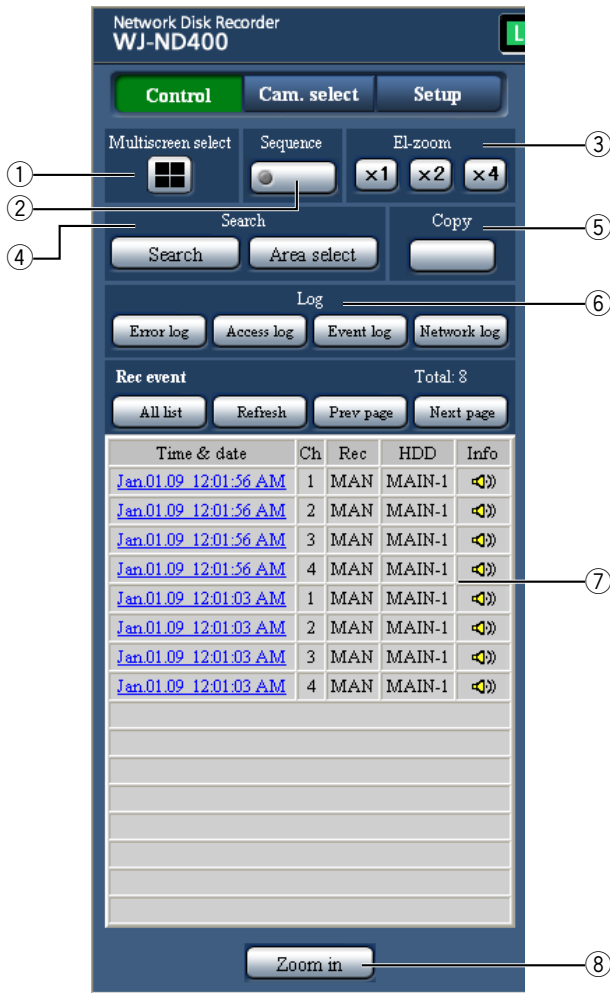 Network Disk Recorder
WJ-ND400
L
Control Cam. select Setup
Multiscreen select Sequence El-zoom ③
① ×1 ×2 ×4
②
Search Copy ⑤
④ Search Area select
Log ⑥
Error log Access log Event log Network log
Rec event Total: 8
All list Refresh Prev page Next page
Time & date Ch Rec HDD Info
Jan.01.09 12:01:56 AM 1 MAN MAIN-1
Jan.01.09 12:01:56 AM 2 MAN MAIN-1
Jan.01.09 12:01:56 AM 3 MAN MAIN-1
Jan.01.09 12:01:56 AM 4 MAN MAIN-1 ⑦
Jan.01.09 12:01:03 AM 1 MAN MAIN-1
Jan.01.09 12:01:03 AM 2 MAN MAIN-1
Jan.01.09 12:01:03 AM 3 MAN MAIN-1
Jan.01.09 12:01:03 AM 4 MAN MAIN-1
Zoom in ⑧